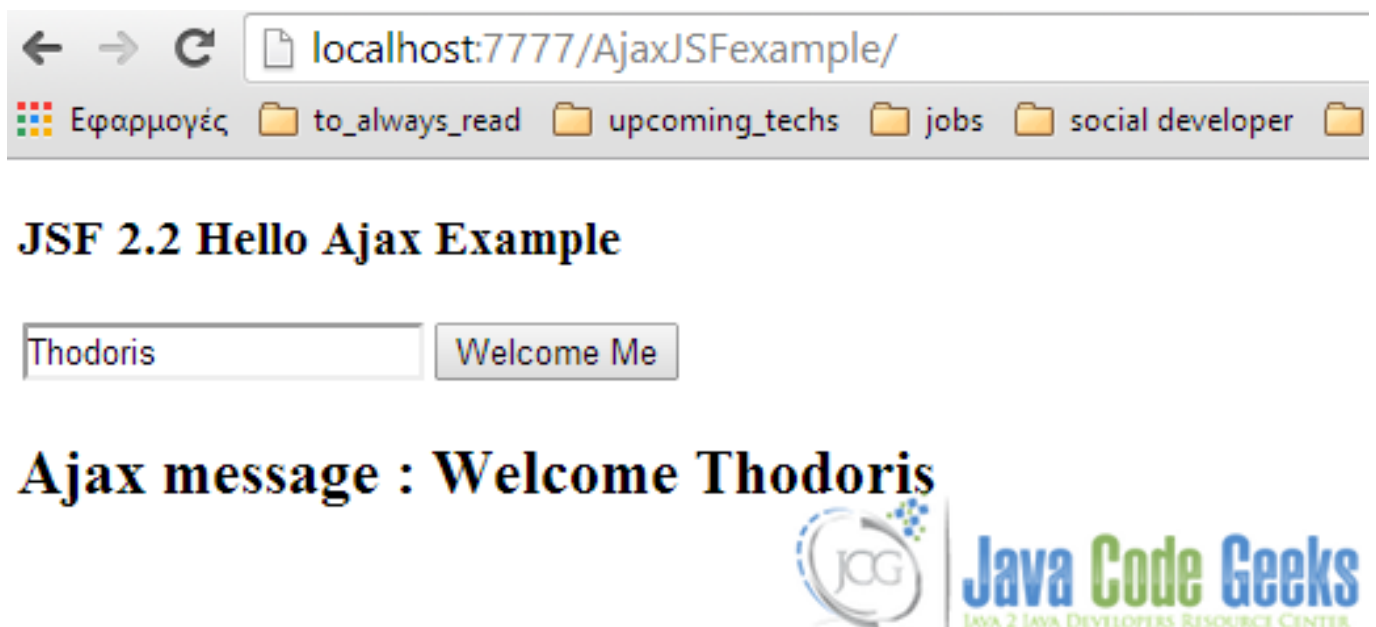 localhost:7777/AjaxJSFexample/
Εφαρμογές to_always_read upcoming_techs jobs social developer
JSF 2.2 Hello Ajax Example
Thodoris Welcome Me
Ajax message : Welcome Thodoris
JCG Java Code Geeks
JAVA 2 JAVA DEVELOPERS RESOURCE CENTER